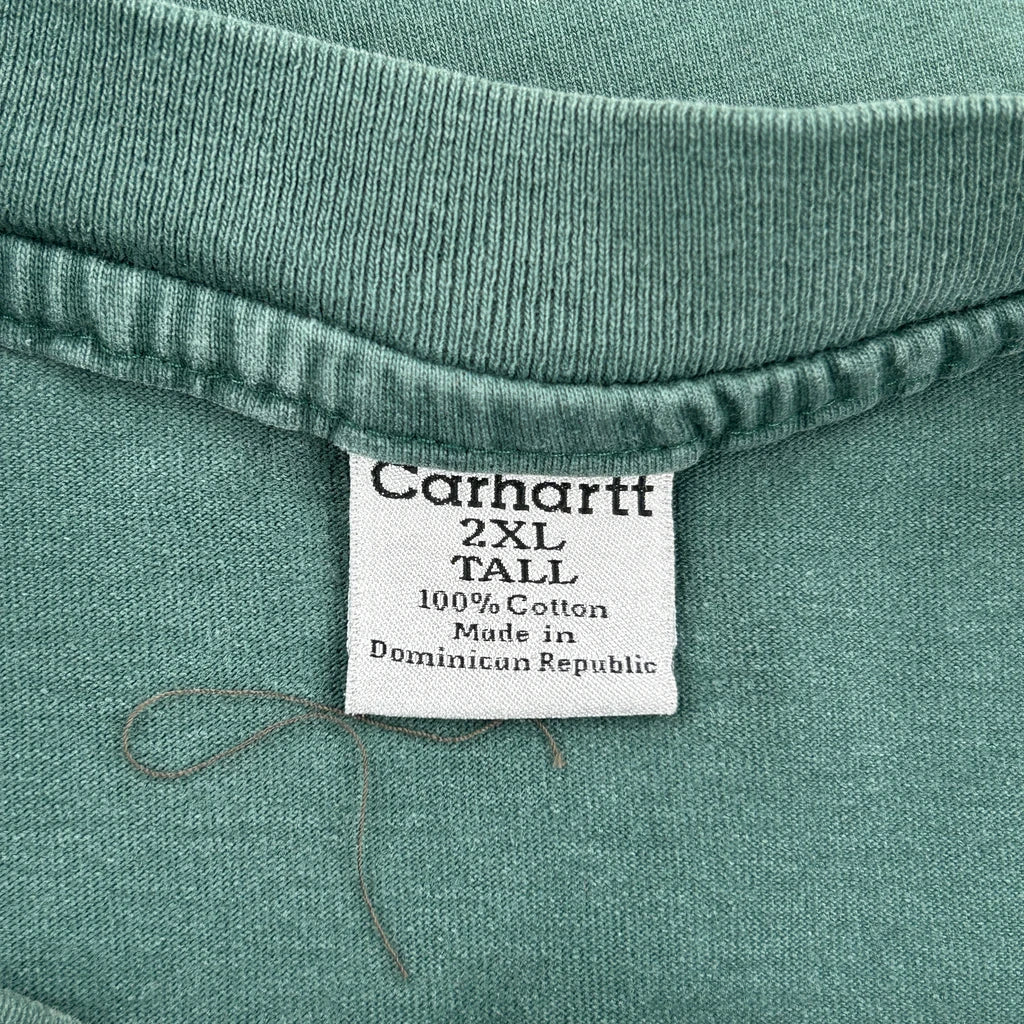 Carhartt
2XL
TALL
100% Cotton
Made in
Dominican Republic